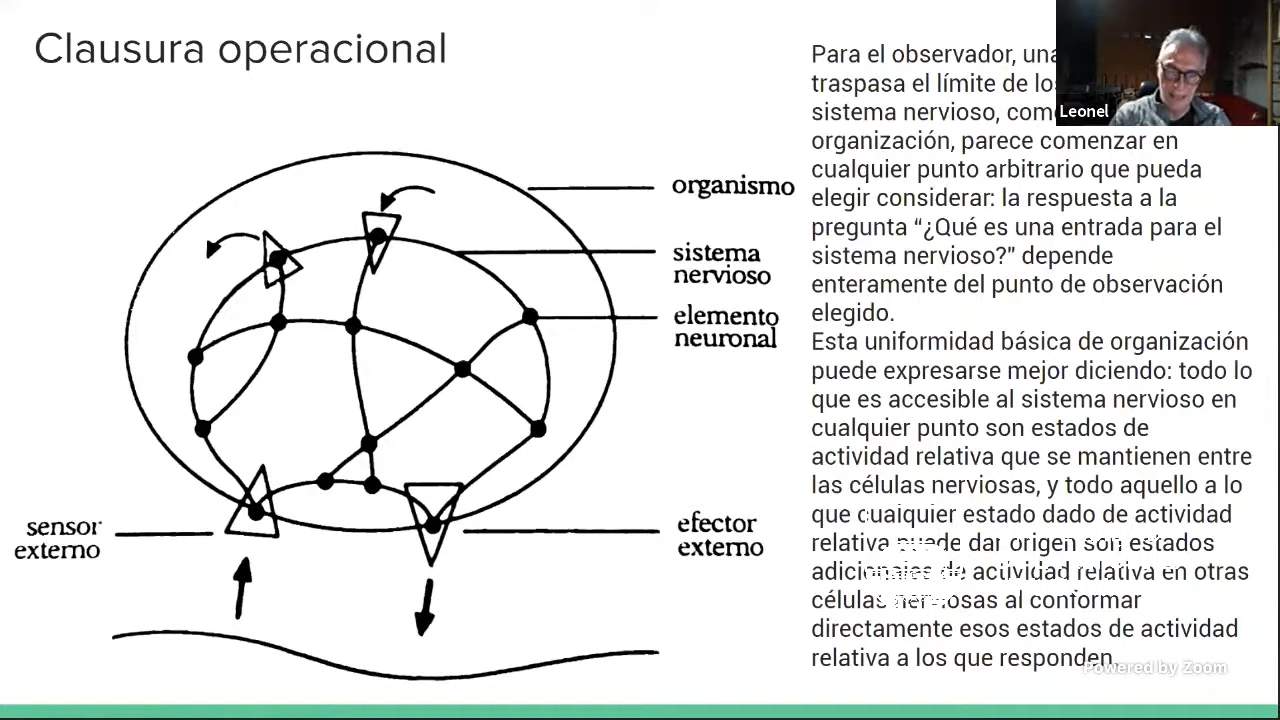 Clausura operacional
Para el observador, una
traspasa el límite de los
sistema nervioso, com
organización, parece comenzar en
cualquier punto arbitrario que pueda
elegir considerar: la respuesta a la
pregunta “¿Qué es una entrada para el
sistema nervioso?” depende
enteramente del punto de observación
elegido.
Esta uniformidad básica de organización
puede expresarse mejor diciendo: todo lo
que es accesible al sistema nervioso en
cualquier punto son estados de
actividad relativa que se mantienen entre
las células nerviosas, y todo aquello a lo
que cualquier estado dado de actividad
relativa puede dar origen son estados
adicionales de actividad relativa en otras
células nerviosas al conformar
directamente esos estados de actividad
relativa a los que responden.
Leonel
organismo
sistema
nervioso
elemento
neuronal
sensor
externo
efector
externo
Powered by Zoom